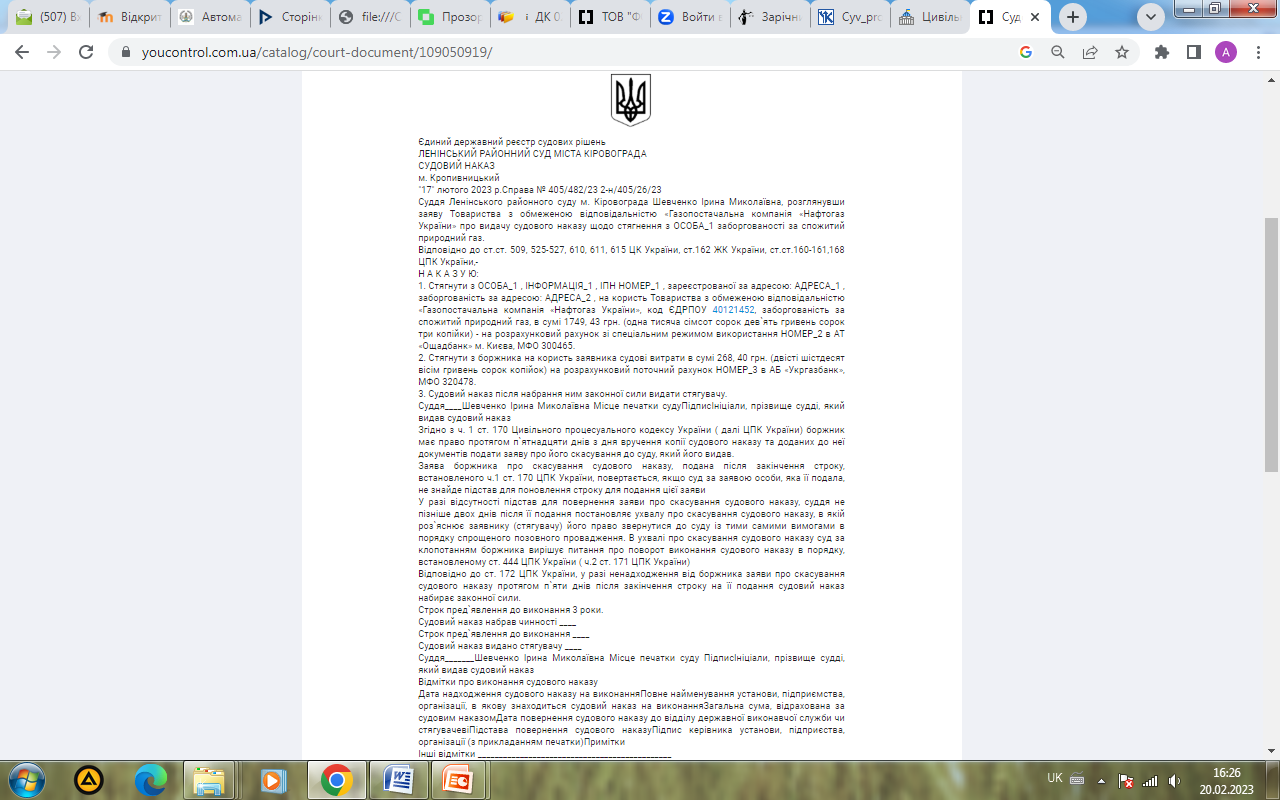 (507) Вх
Відкрит
Автома
Сторінк
file:///C
Прозор
ДК 0
ТОВ "Ф
Войти в
Зарічни
Cyv_pro
Цивіль
Суд
youcontrol.com.ua/catalog/court-document/109050919/
A
Єдиний державний реєстр судових рішень
ЛЕНІНСЬКИЙ РАЙОННИЙ СУД МІСТА КІРОВОГРАДА
СУДОВИЙ НАКАЗ
м. Кропивницький
"17" лютого 2023 р.Справа № 405/482/23 2-н/405/26/23
Суддя Ленінського районного суду м. Кіровограда Шевченко Ірина Миколаївна, розглянувши
заяву Товариства з обмеженою відповідальністю «Газопостачальна компанія «Нафтогаз
України» про видачу судового наказу щодо стягнення з ОСОБА_1 заборгованості за спожитий
природний газ.
Відповідно до ст.ст. 509, 525-527, 610, 611, 615 ЦК України, ст.162 ЖК України, ст.ст.160-161,168
ЦПК України,-
Н А К А З У Ю:
1. Стягнути з ОСОБА_1 , ІНФОРМАЦІЯ_1 , ІПН НОМЕР_1 , зареєстрованої за адресою: АДРЕСА_1 ,
заборгованість за адресою: АДРЕСА_2 , на користь Товариства з обмеженою відповідальністю
«Газопостачальна компанія «Нафтогаз України», код ЄДРПОУ 40121452, заборгованість за
спожитий природний газ, в сумі 1749, 43 грн. (одна тисяча сімсот сорок дев`ять гривень сорок
три копійки) - на розрахунковий рахунок зі спеціальним режимом використання НОМЕР_2 в АТ
«Ощадбанк» м. Києва, МФО 300465.
2. Стягнути з боржника на користь заявника судові витрати в сумі 268, 40 грн. (двісті шістдесят
вісім гривень сорок копійок) на розрахунковий поточний рахунок НОМЕР_3 в АБ «Укргазбанк»,
МФО 320478.
3. Судовий наказ після набрання ним законної сили видати стягувачу.
Суддя____Шевченко Ірина Миколаївна Місце печатки судуПідписІніціали, прізвище судді, який
видав судовий наказ
Згідно з ч. 1 ст. 170 Цивільного процесуального кодексу України ( далі ЦПК України) боржник
має право протягом п`ятнадцяти днів з дня вручення копії судового наказу та доданих до неї
документів подати заяву про його скасування до суду, який його видав.
Заява боржника про скасування судового наказу, подана після закінчення строку,
встановленого ч.1 ст. 170 ЦПК України, повертається, якщо суд за заявою особи, яка її подала,
не знайде підстав для поновлення строку для подання цієї заяви
У разі відсутності підстав для повернення заяви про скасування судового наказу, суддя не
пізніше двох днів після її подання постановляє ухвалу про скасування судового наказу, в якій
роз`яснює заявнику (стягувачу) його право звернутися до суду із тими самими вимогами в
порядку спрощеного позовного провадження. В ухвалі про скасування судового наказу суд за
клопотанням боржника вирішує питання про поворот виконання судового наказу в порядку,
встановленому ст. 444 ЦПК України ( ч.2 ст. 171 ЦПК України)
Відповідно до ст. 172 ЦПК України, у разі ненадходження від боржника заяви про скасування
судового наказу протягом п`яти днів після закінчення строку на її подання судовий наказ
набирає законної сили.
Строк пред`явлення до виконання 3 роки.
Судовий наказ набрав чинності ____
Строк пред`явлення до виконання ____
Судовий наказ видано стягувачу ____
Суддя_______Шевченко Ірина Миколаївна Місце печатки суду ПідписІніціали, прізвище судді,
який видав судовий наказ
Відмітки про виконання судового наказу
Дата надходження судового наказу на виконанняПовне найменування установи, підприємства,
організації, в якову знаходиться судовий наказ на виконанняЗагальна сума, відрахована за
судовим наказомДата повернення судового наказу до відділу державної виконавчої служби чи
стягувачевіПідстава повернення судового наказуПідпис керівника установи, підприєства,
організації (з прикладанням печатки)Примітки
Інші відмітки ______________________________________________
UK
16:26
20.02.2023